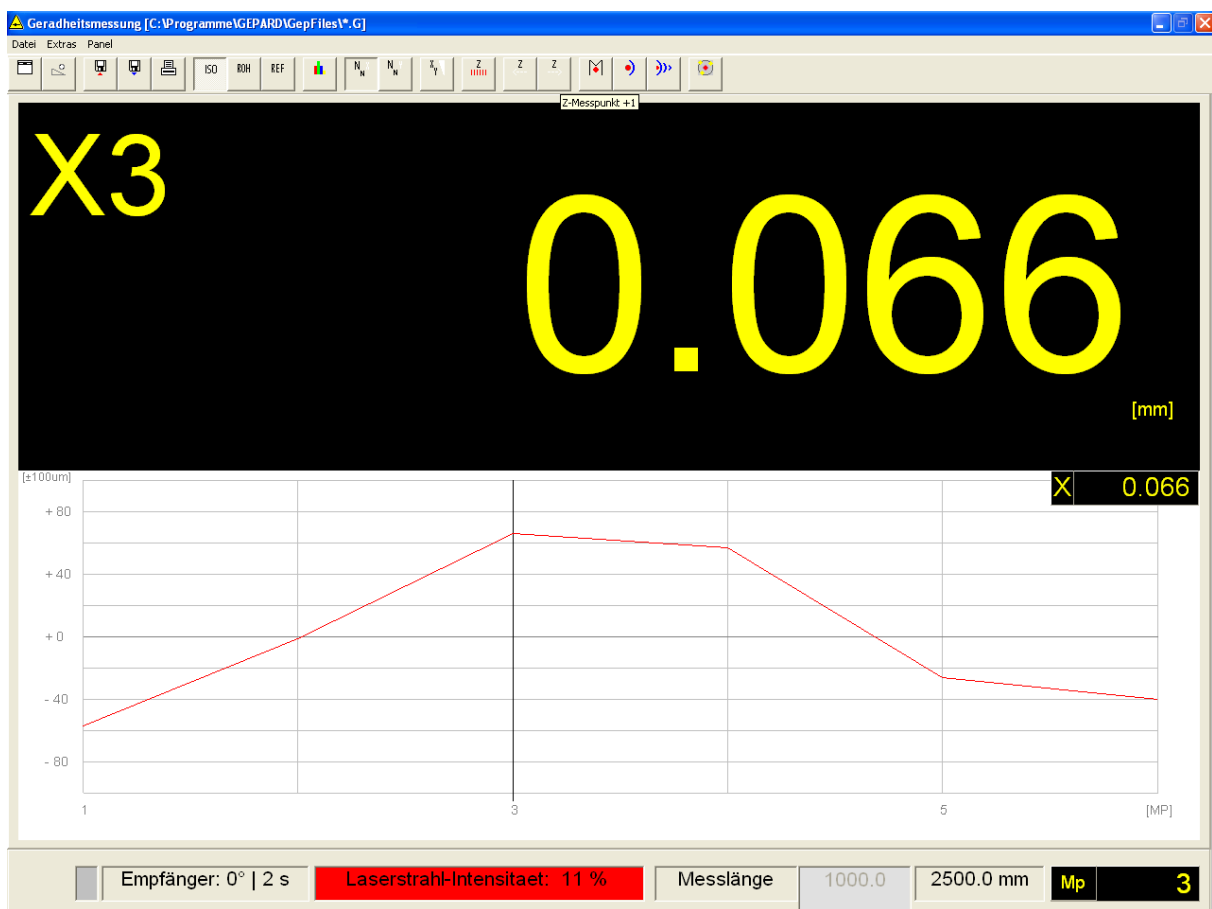 Geradheitsmessung [C:\Programme\GEPARD\GepFiles\*.G]
Datei Extras Panel
ISO ROH REF N N N N X Y Z Z Z
Z-Messpunkt +1
X3
0.066
[mm]
[±100um]
X 0.066
+ 80
+ 40
+ 0
- 40
- 80
1 3 5 [MP]
Empfänger: 0° | 2 s Laserstrahl-Intensitaet: 11 % Messlänge 1000.0 2500.0 mm Mp 3